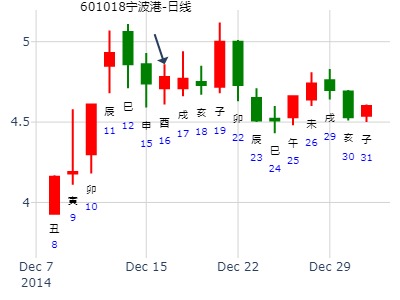 601018宁波港-日线
5
4.5
4
丑
8
寅
9
卯
10
辰
11
巳
12
申
15
酉
16
戌
17
亥
18
子
19
卯
22
辰
23
巳
24
午
25
未
26
戌
29
亥
30
子
31
Dec 7
2014
Dec 15
Dec 22
Dec 29